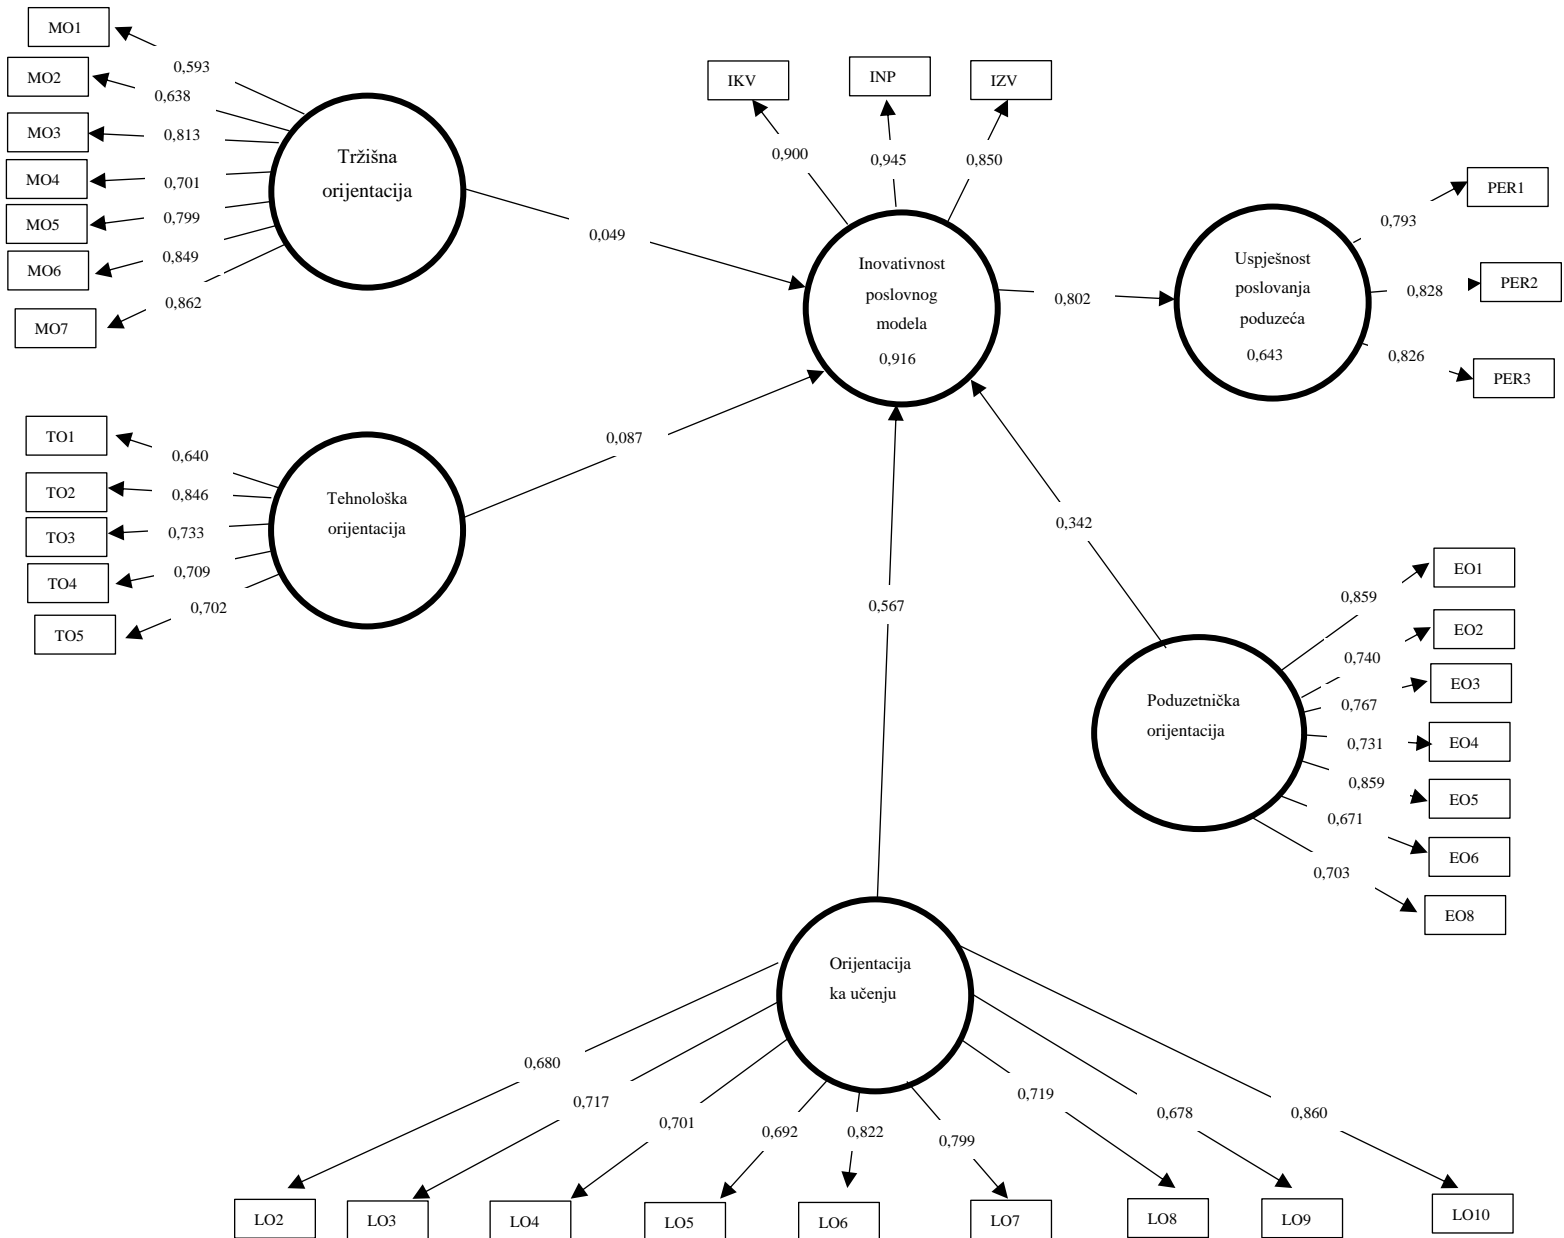 MO1
0,593
MO2
0,638
MO3
0,813
MO4
0,701
MO5
0,799
MO6
0,849
MO7
0,862
Tržišna
orijentacija
0,049
IKV
INP
IZV
0,900
0,945
0,850
Inovativnost
poslovnog
modela
0,916
0,802
Uspješnost
poslovanja
poduzeća
0,643
PER1
0,793
PER2
0,828
PER3
0,826
TO1
0,640
TO2
0,846
TO3
0,733
TO4
0,709
TO5
0,702
Tehnološka
orijentacija
0,087
0,567
0,342
Poduzetnička
orijentacija
EO1
0,859
EO2
0,740
EO3
0,767
EO4
0,731
EO5
0,859
EO6
0,671
EO8
0,703
Orijentacija
ka učenju
0,680
0,717
0,701
0,692
0,822
0,799
0,719
0,678
0,860
LO2
LO3
LO4
LO5
LO6
LO7
LO8
LO9
LO10